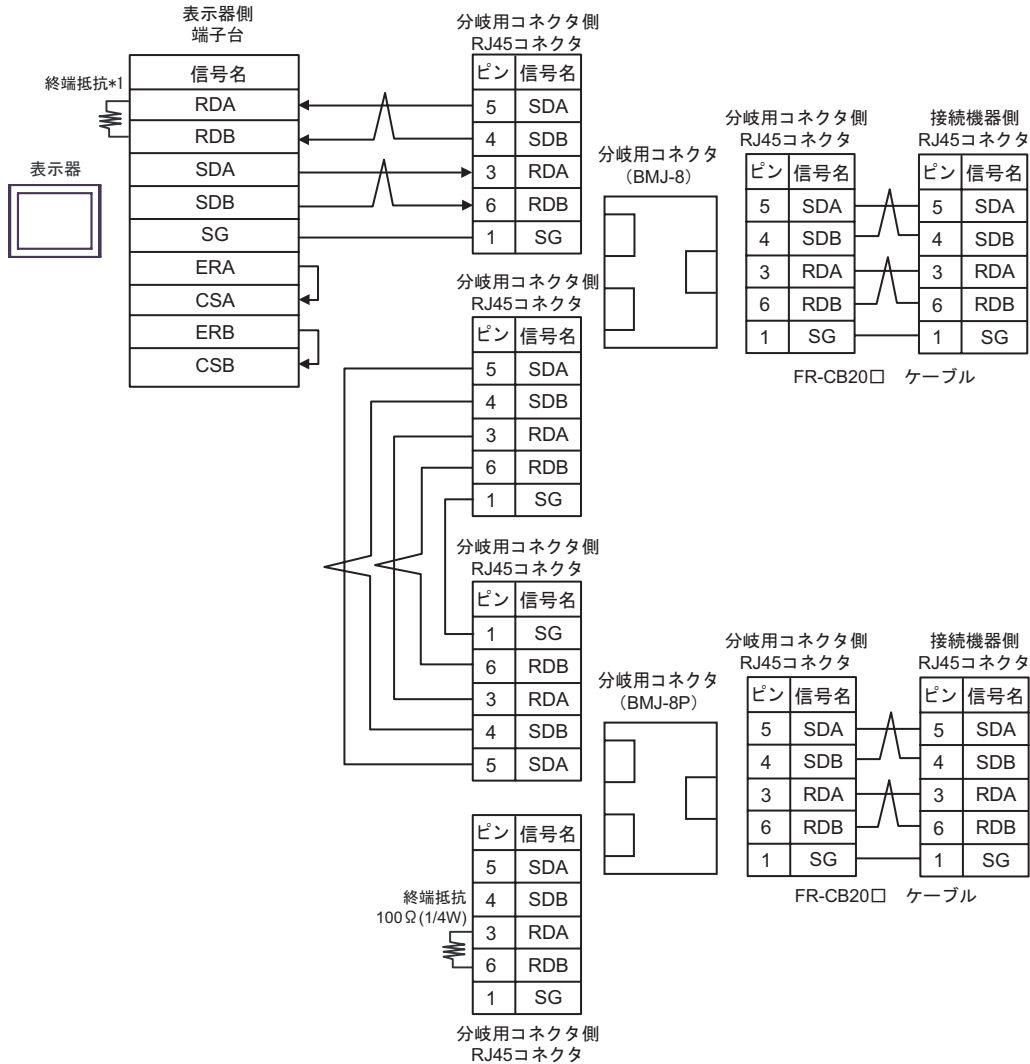 表示器側
端子台
信号名
RDA
RDB
SDA
SDB
SG
ERA
CSA
ERB
CSB
終端抵抗*1
表示器
分岐用コネクタ側
RJ45コネクタ
ピン 信号名
5 SDA
4 SDB
3 RDA
6 RDB
1 SG
分岐用コネクタ
(BMJ-8)
分岐用コネクタ側
RJ45コネクタ
ピン 信号名
5 SDA
4 SDB
3 RDA
6 RDB
1 SG
接続機器側
RJ45コネクタ
ピン 信号名
5 SDA
4 SDB
3 RDA
6 RDB
1 SG
FR-CB20□ ケーブル
分岐用コネクタ側
RJ45コネクタ
ピン 信号名
5 SDA
4 SDB
3 RDA
6 RDB
1 SG
分岐用コネクタ側
RJ45コネクタ
ピン 信号名
1 SG
6 RDB
3 RDA
4 SDB
5 SDA
分岐用コネクタ
(BMJ-8P)
分岐用コネクタ側
RJ45コネクタ
ピン 信号名
5 SDA
4 SDB
3 RDA
6 RDB
1 SG
接続機器側
RJ45コネクタ
ピン 信号名
5 SDA
4 SDB
3 RDA
6 RDB
1 SG
FR-CB20□ ケーブル
終端抵抗
100Ω(1/4W)
ピン 信号名
5 SDA
4 SDB
3 RDA
6 RDB
1 SG
分岐用コネクタ側
RJ45コネクタ